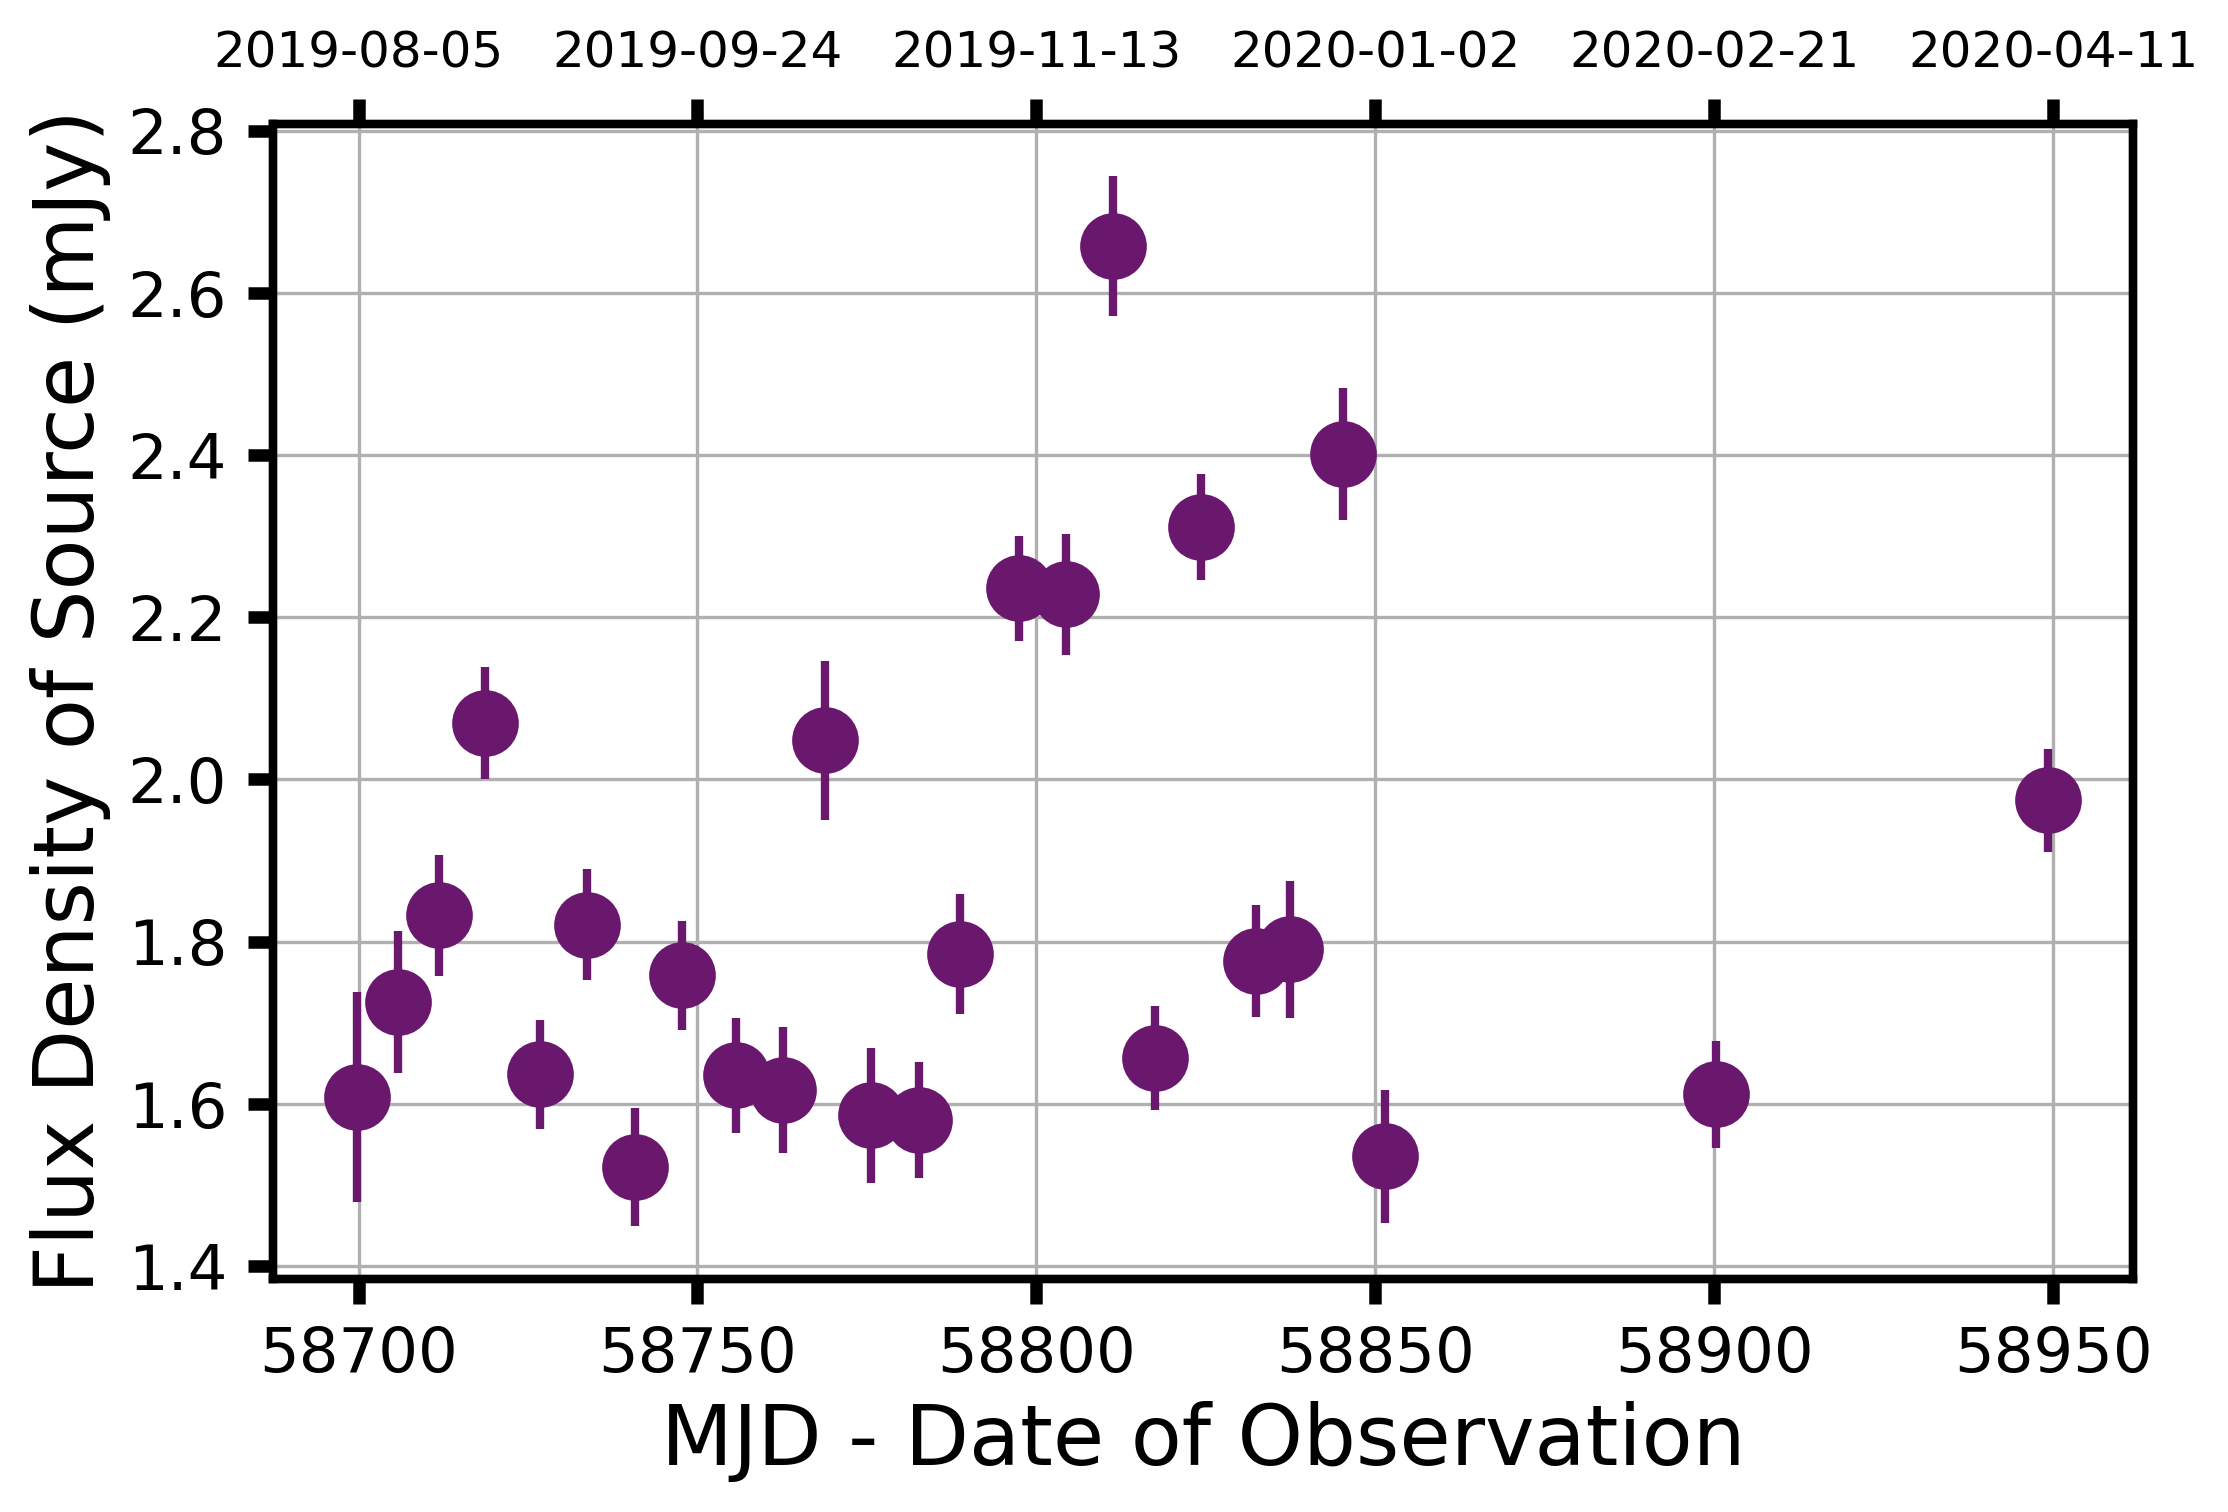 2019-08-05 2019-09-24 2019-11-13 2020-01-02 2020-02-21 2020-04-11
Flux Density of Source (mJy)
2.8
2.6
2.4
2.2
2.0
1.8
1.6
1.4
58700 58750 58800 58850 58900 58950
MJD - Date of Observation